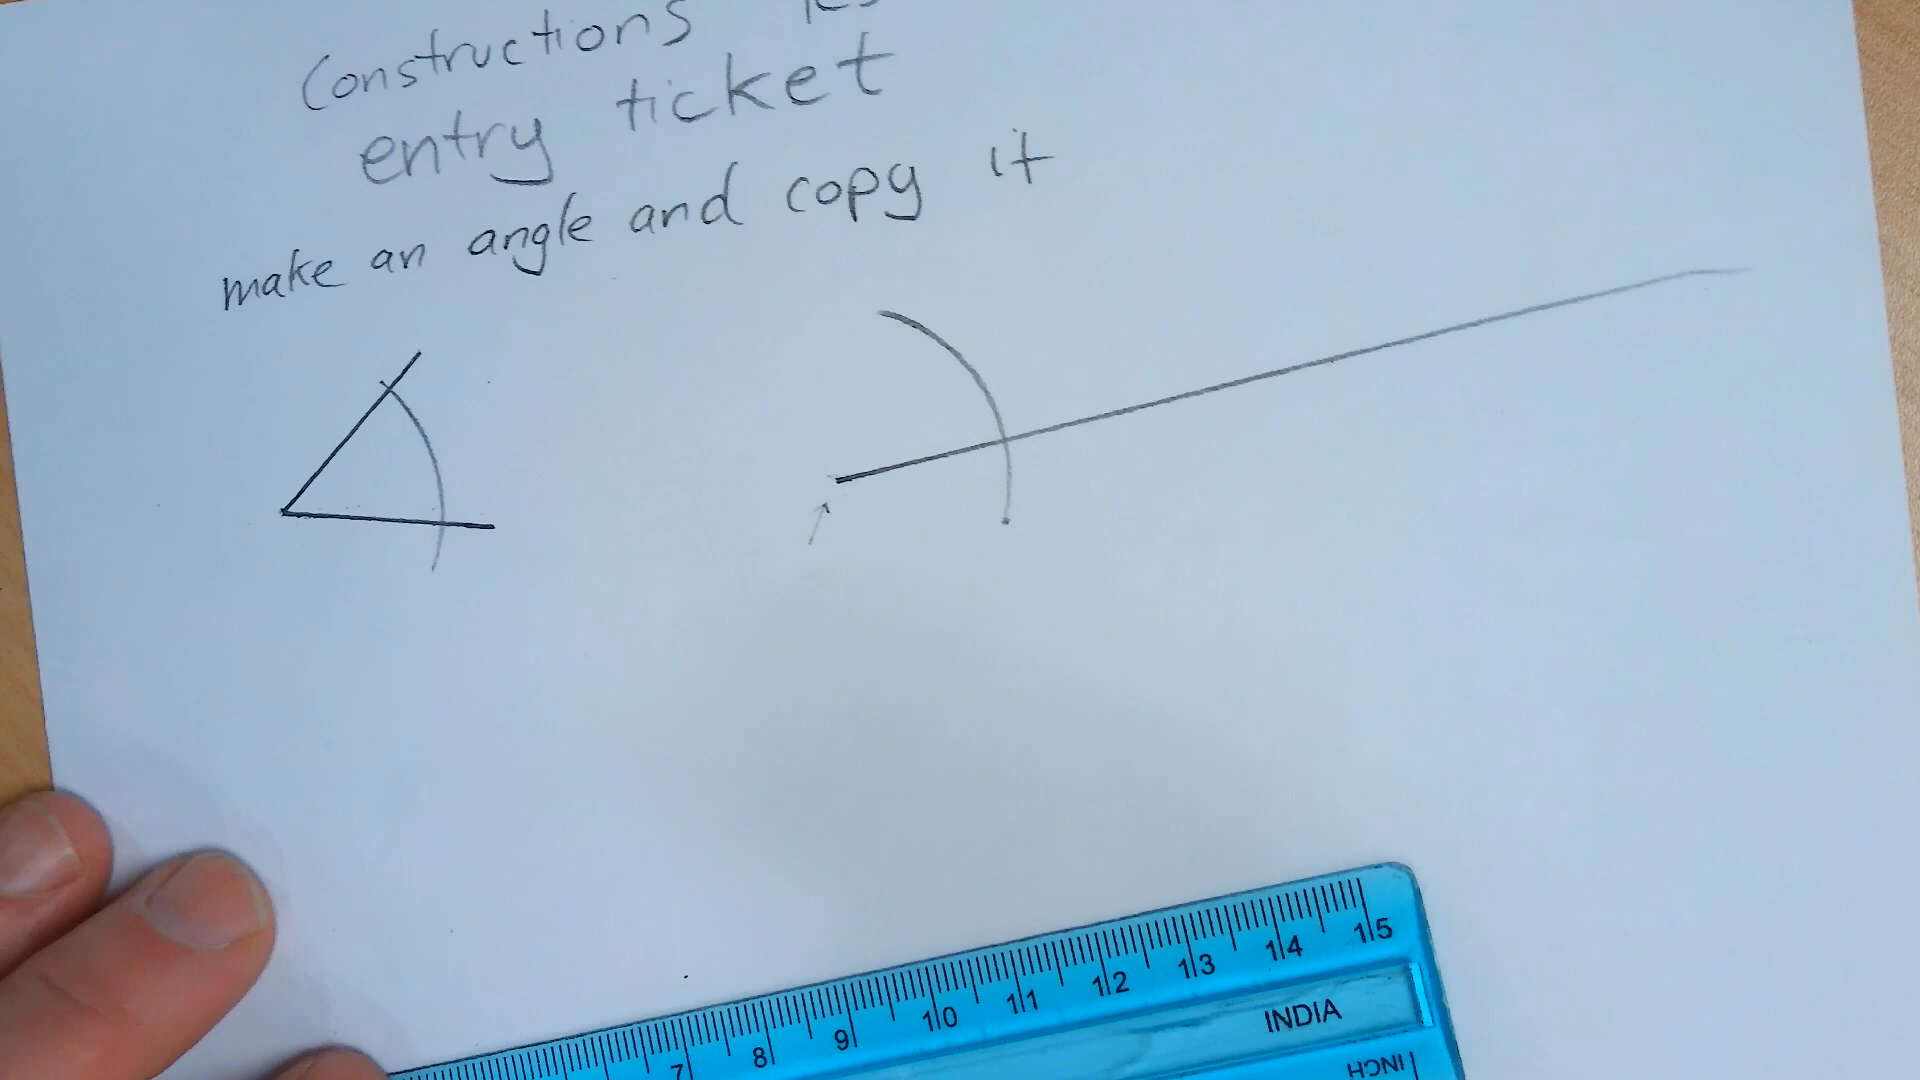 Constructions
entry ticket
make an angle and copy it
7 8 9 10 11 12 13 14 15
INDIA
INCH